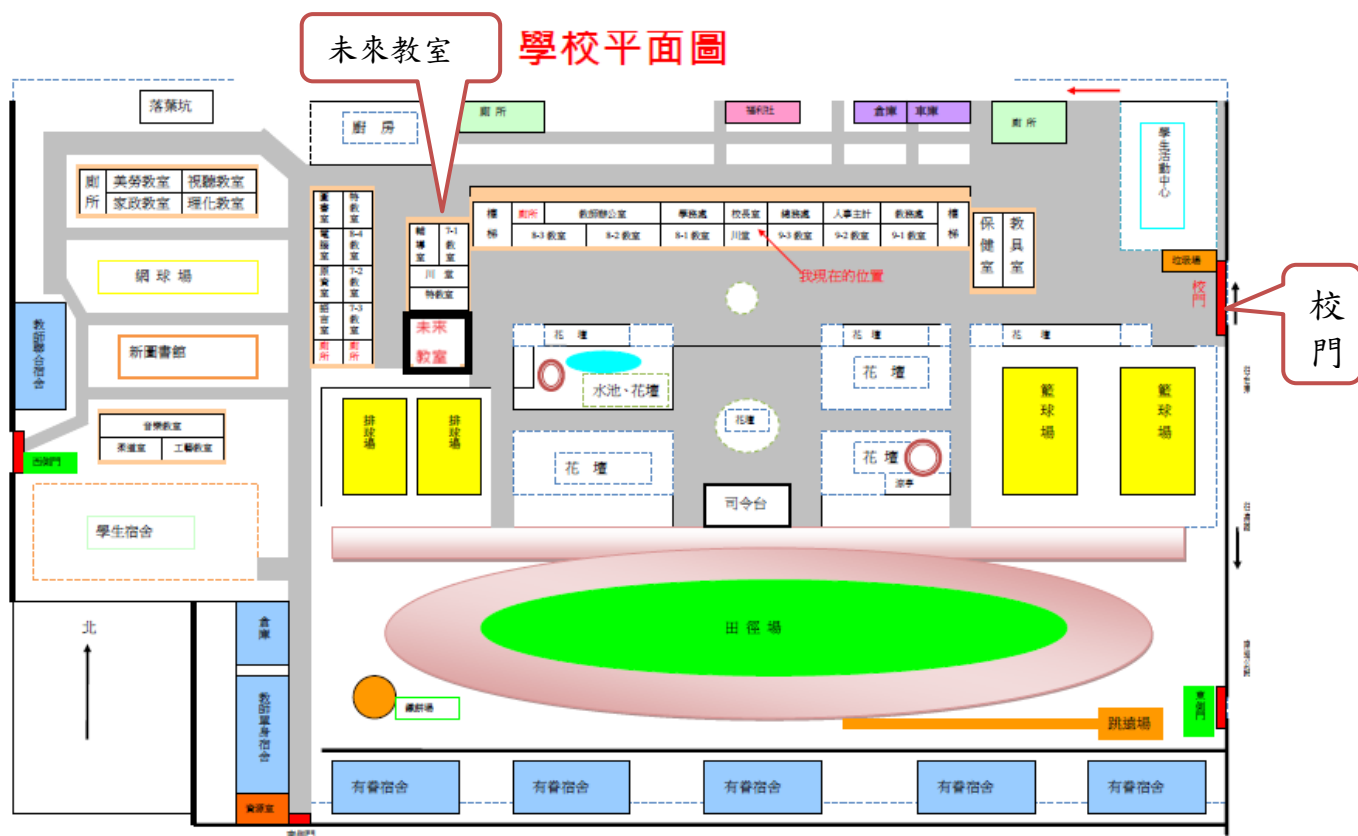 學校平面圖
未來教室
落葉坑
廚房
廁所
福利社
倉庫
車庫
廁所
學生活動中心
廁所
美勞教室
視聽教室
家政教室
理化教室
圖書室
特教室
電腦室
8-4教室
原資室
7-2教室
語言室
7-3教室
廁所
廁所
輔導室
7-1教室
川堂
特教室
未來教室
樓梯
廁所
教師辦公室
學務處
校長室
總務處
人事主計
教務處
樓梯
8-3 教室
8-2 教室
8-1 教室
川堂
9-3 教室
9-2 教室
9-1 教室
保健室
教具室
我現在的位置
垃圾場
校門
校門
網球場
教師聯合宿舍
新圖書館
音樂教室
柔道室
工藝教室
西側門
學生宿舍
排球場
排球場
花壇
水池、花壇
花壇
花壇
花壇
花壇
花壇
涼亭
花壇
籃球場
籃球場
司令台
田徑場
北
倉庫
教師單身宿舍
資源室
鐵餅場
跳遠場
東側門
有眷宿舍
有眷宿舍
有眷宿舍
有眷宿舍
有眷宿舍